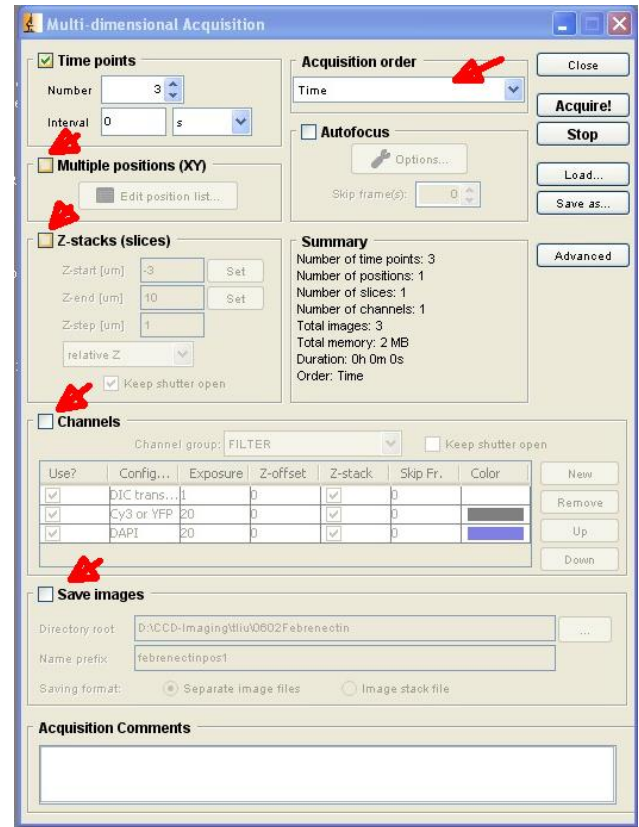 Multi-dimensional Acquisition
Time points
Number 3
Interval 0 s
Multiple positions (XY)
Edit position list...
Z-stacks (slices)
Z-start [um] -3 Set
Z-end [um] 10 Set
Z-step [um] 1
relative Z
Keep shutter open
Acquisition order
Time
Autofocus
Options...
Skip frame(s): 0
Summary
Number of time points: 3
Number of positions: 1
Number of slices: 1
Number of channels: 1
Total images: 3
Total memory: 2 MB
Duration: 0h 0m 0s
Order: Time
Close
Acquire!
Stop
Load...
Save as...
Advanced
Channels
Channel group: FILTER Keep shutter open
Use? Config... Exposure Z-offset Z-stack Skip Fr. Color
DIC trans... 1 0 0
Cy3 or YFP 20 0 0
DAPI 20 0 0
New
Remove
Up
Down
Save images
Directory root D:\CCD-Imaging\tliu\0602Febrenectin ...
Name prefix febrenectinpos1
Saving format: Separate image files Image stack file
Acquisition Comments